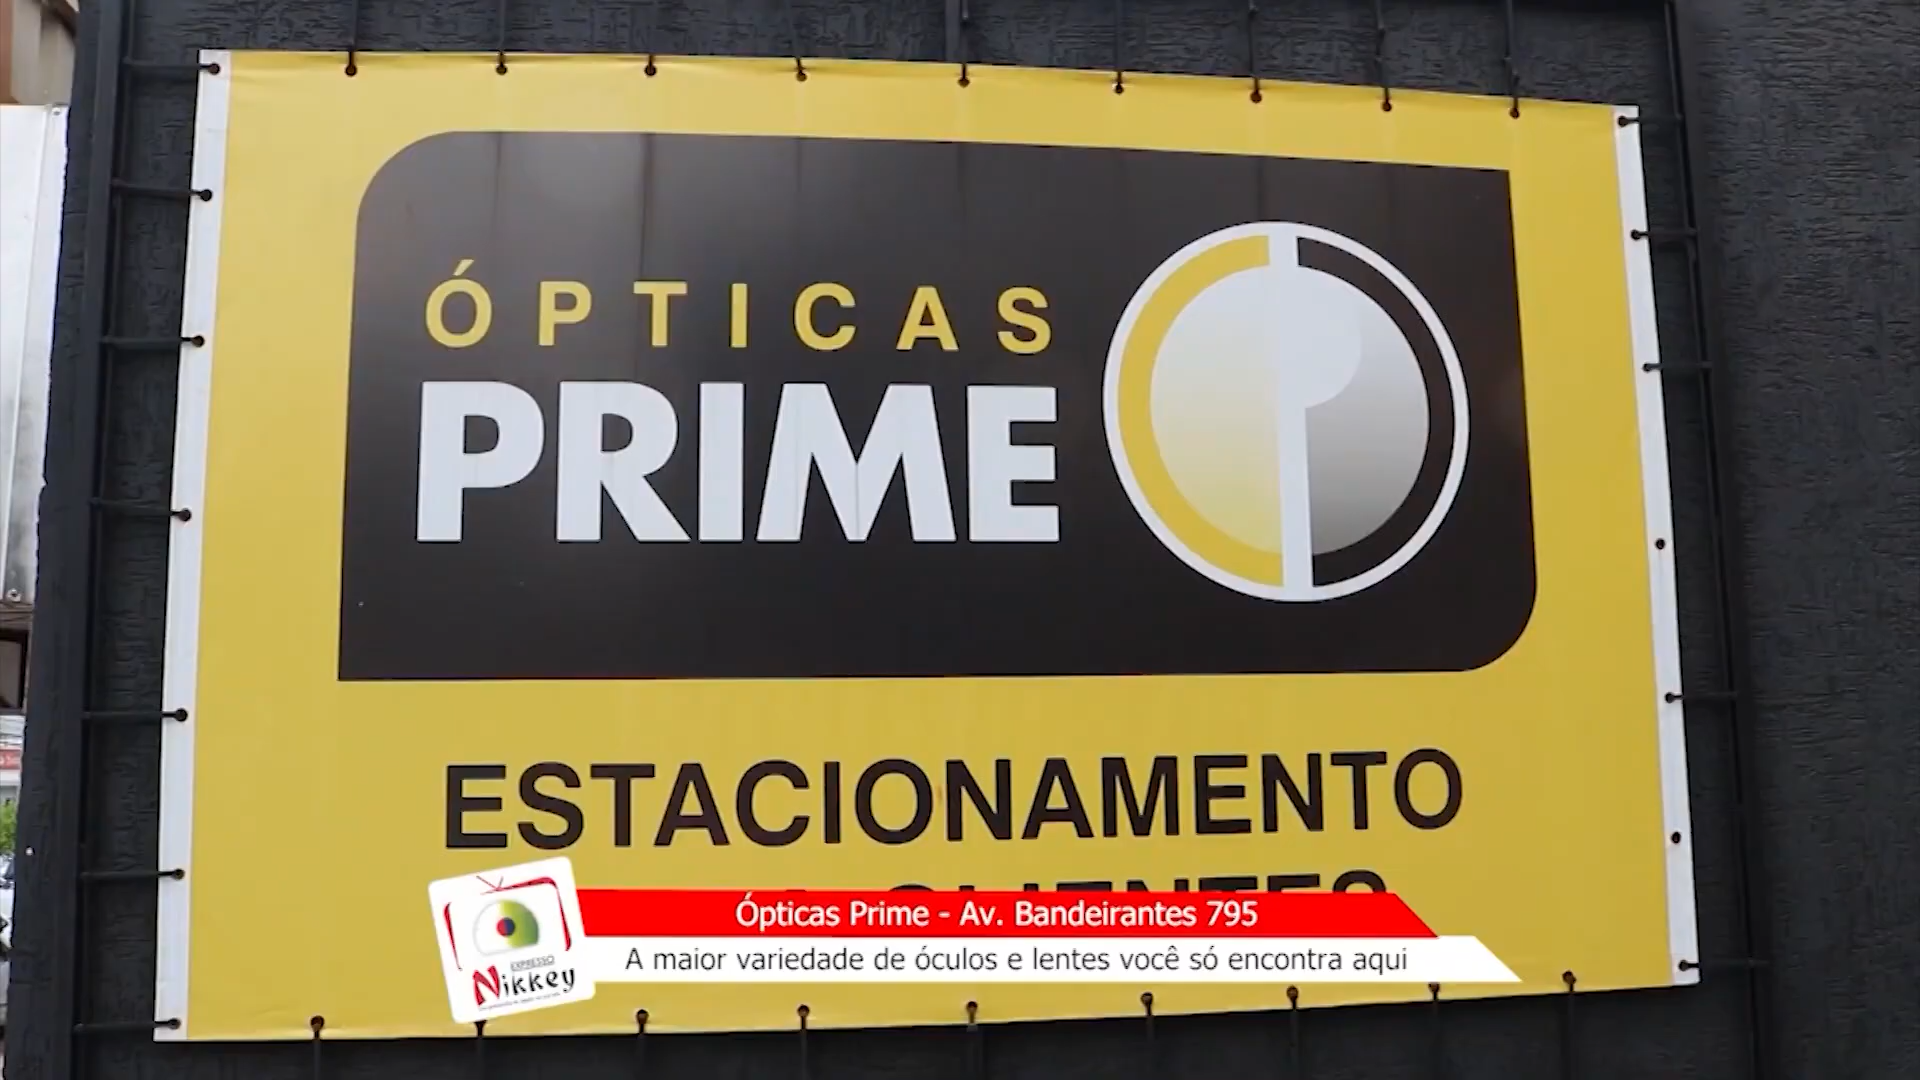 ÓPTICAS
PRIME
ESTACIONAMENTO
CLIENTES
Ópticas Prime - Av. Bandeirantes 795
A maior variedade de óculos e lentes você só encontra aqui
EXPRESSO
Nikkey